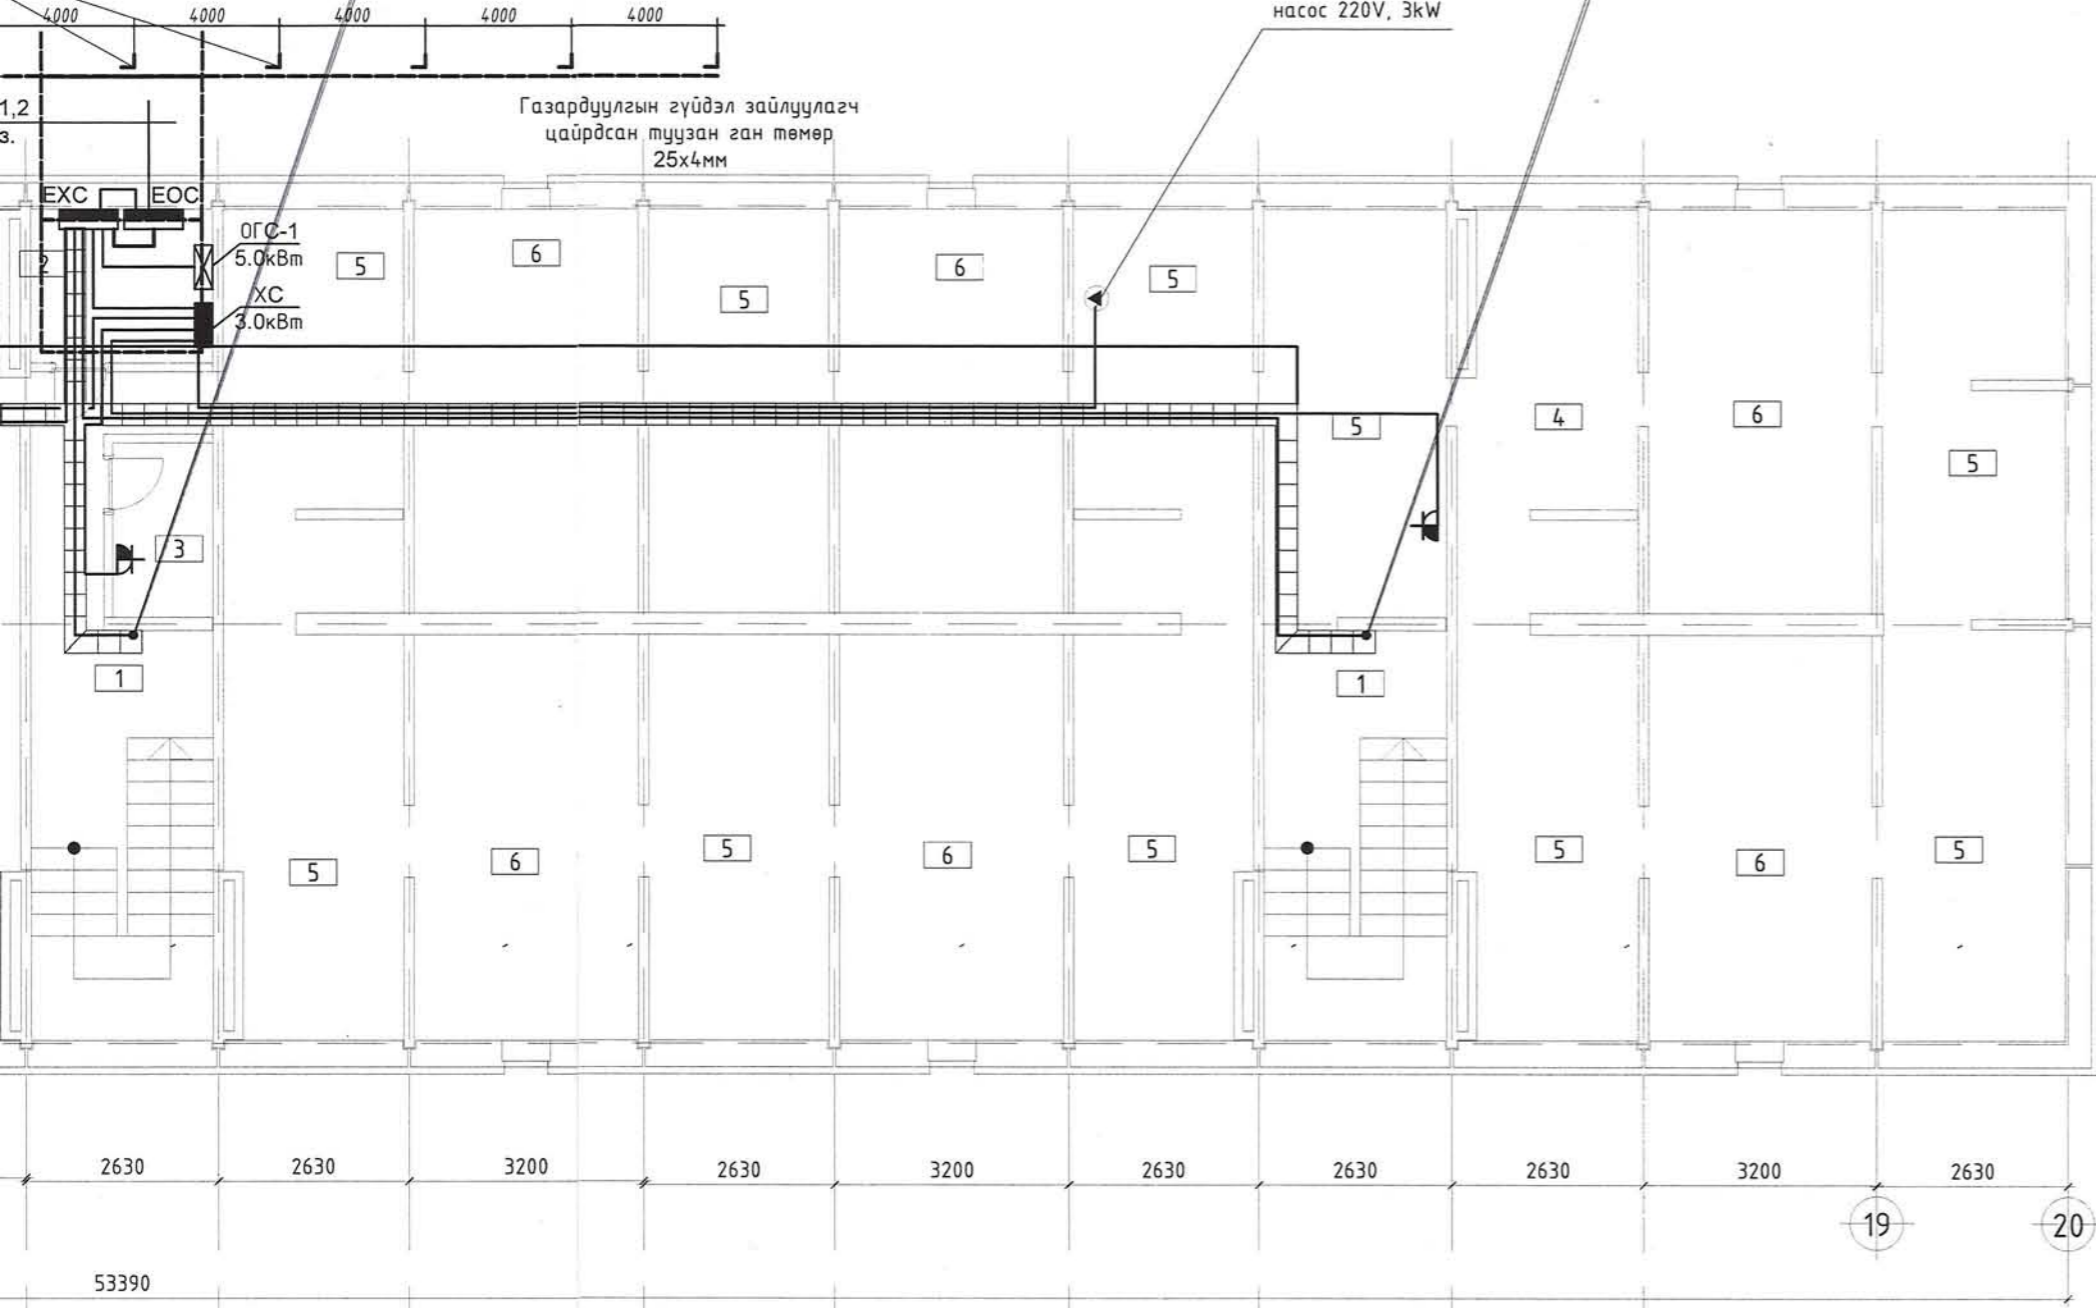 4000 4000 4000 4000 4000
насос 220V, 3kW
1,2
з.
Газардуулгын гүйдэл зайлуулагч
цайрдсан туузан ган төмөр
25x4мм
ЕХС ЕОС
ОГС-1
5.0кВт
ХС
3.0кВт
2 5 6 5 6 5
5 4 6 5
3
1 1
5 6 5 6 5 5 6 5
2630 2630 3200 2630 3200 2630 2630 2630 3200 2630
19 20
53390